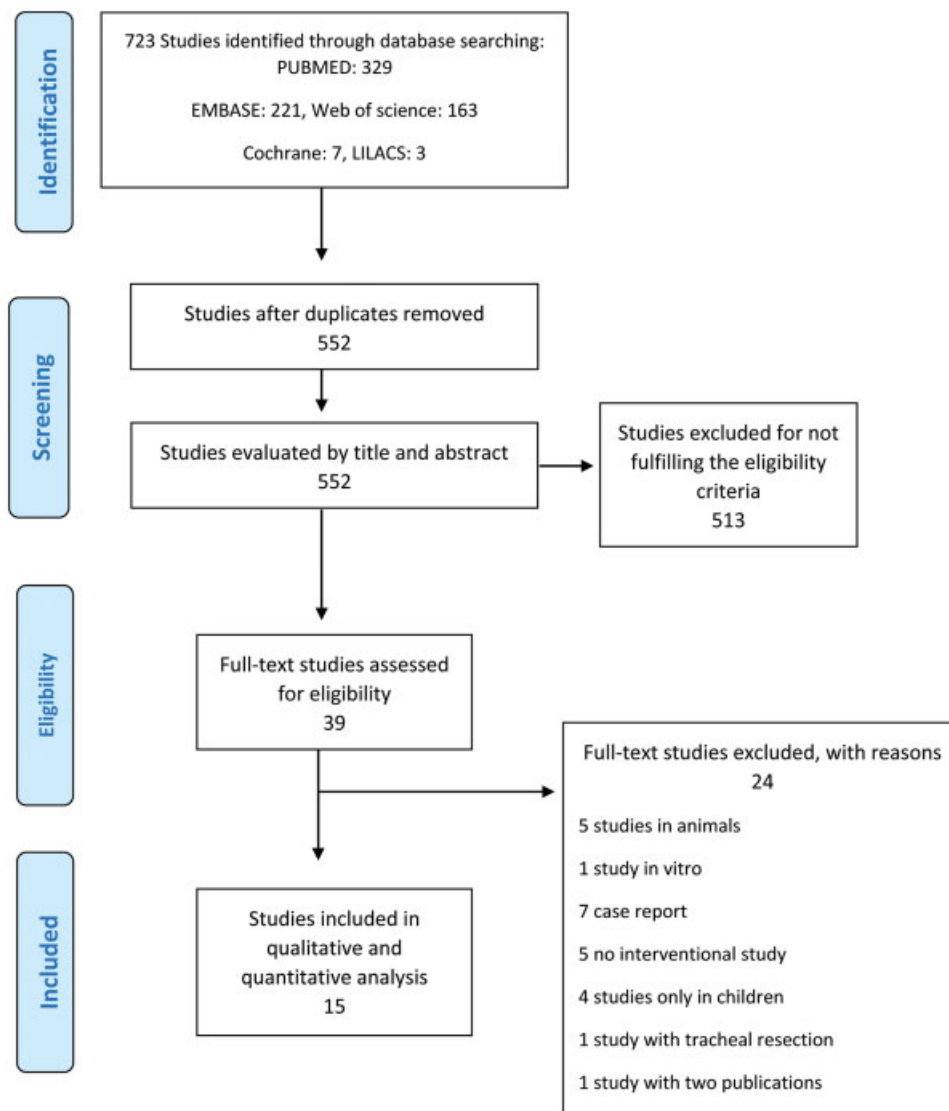 Identification
723 Studies identified through database searching:
PUBMED: 329
EMBASE: 221, Web of science: 163
Cochrane: 7, LILACS: 3
Screening
Studies after duplicates removed
552
Studies evaluated by title and abstract
552
Studies excluded for not
fulfilling the eligibility
criteria
513
Eligibility
Full-text studies assessed
for eligibility
39
Full-text studies excluded, with reasons
24
5 studies in animals
1 study in vitro
7 case report
5 no interventional study
4 studies only in children
1 study with tracheal resection
1 study with two publications
Included
Studies included in
qualitative and
quantitative analysis
15